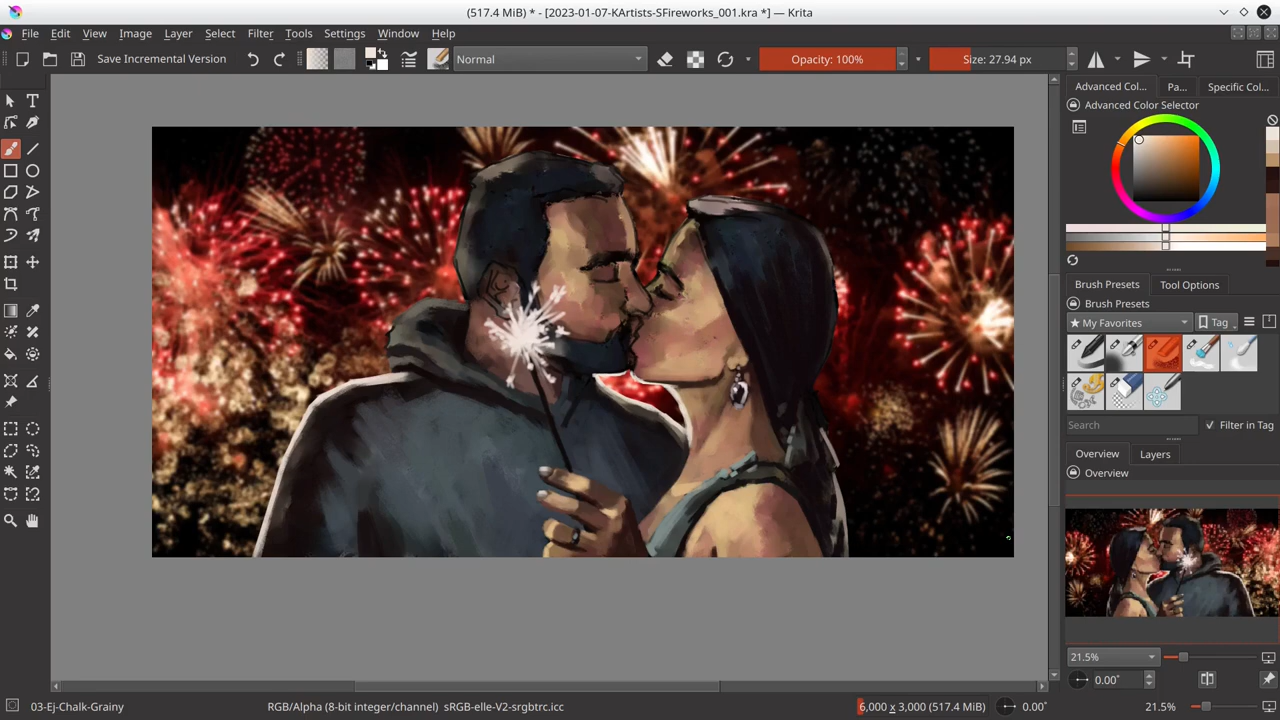 (517.4 MiB) * - [2023-01-07-KArtists-SFireworks_001.kra *] — Krita
File Edit View Image Layer Select Filter Tools Settings Window Help
Save Incremental Version Normal Opacity: 100% Size: 27.94 px
Advanced Col... Pa... Specific Col...
Advanced Color Selector
Brush Presets Tool Options
Brush Presets
★ My Favorites Tag
Search Filter in Tag
Overview Layers
Overview
21.5%
0.00°
03-Ej-Chalk-Grainy RGB/Alpha (8-bit integer/channel) sRGB-elle-V2-srgbtrc.icc 6,000 x 3,000 (517.4 MiB) 0.00° 21.5%